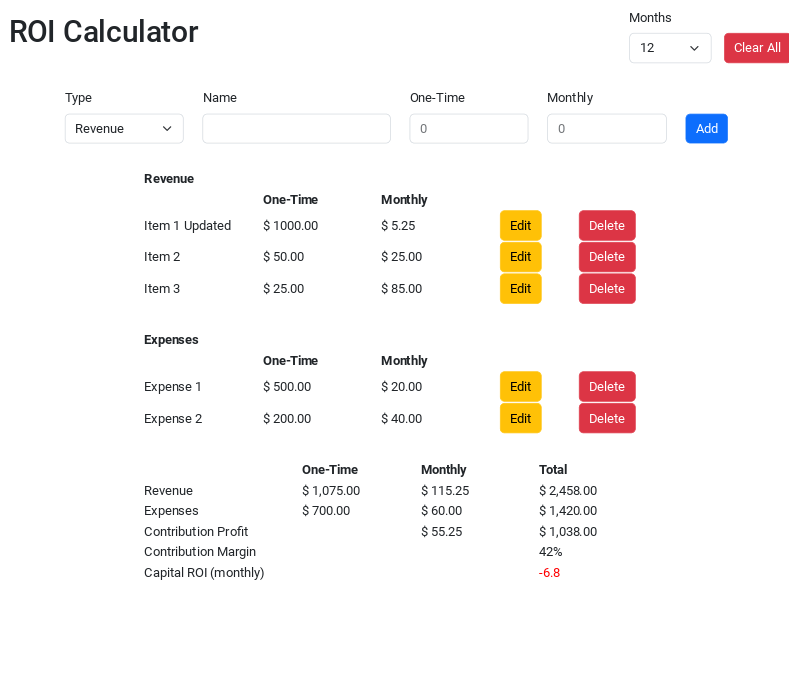 ROI Calculator
Months
12
Clear All
Type Name One-Time Monthly
Revenue 0 0 Add
Revenue
One-Time Monthly
Item 1 Updated $ 1000.00 $ 5.25 Edit Delete
Item 2 $ 50.00 $ 25.00 Edit Delete
Item 3 $ 25.00 $ 85.00 Edit Delete
Expenses
One-Time Monthly
Expense 1 $ 500.00 $ 20.00 Edit Delete
Expense 2 $ 200.00 $ 40.00 Edit Delete
One-Time Monthly Total
Revenue $ 1,075.00 $ 115.25 $ 2,458.00
Expenses $ 700.00 $ 60.00 $ 1,420.00
Contribution Profit $ 55.25 $ 1,038.00
Contribution Margin 42%
Capital ROI (monthly) -6.8